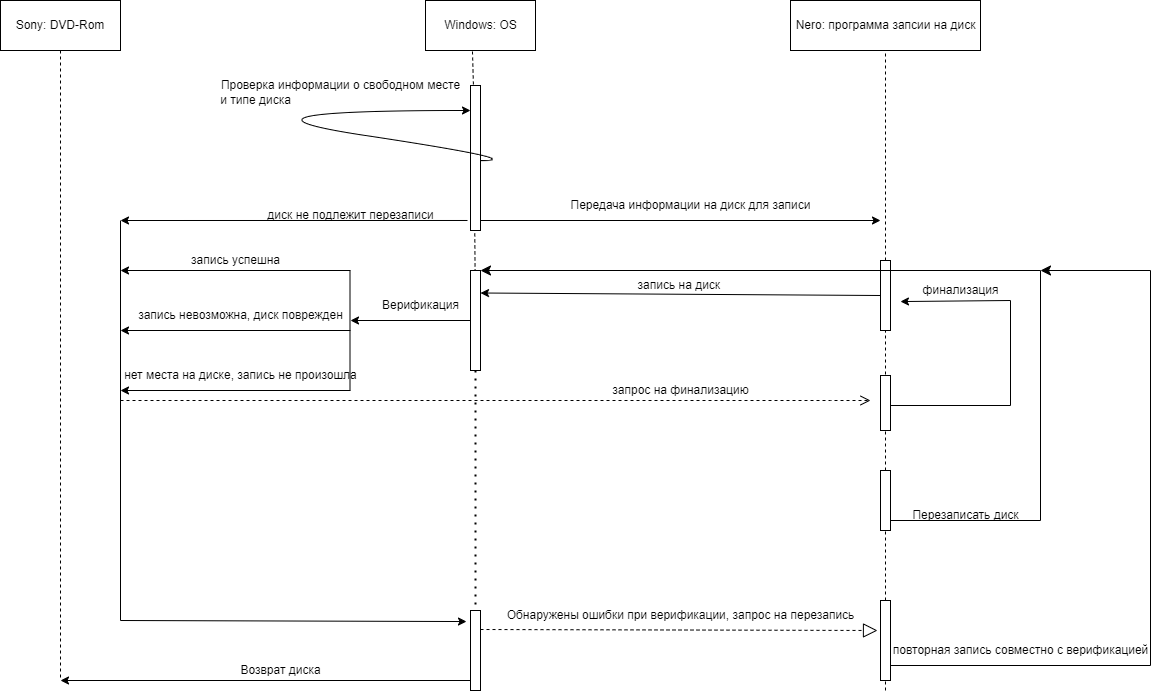 Sony: DVD-Rom
Windows: OS
Nero: программа запсии на диск
Проверка информации о свободном месте
и типе диска
диск не подлежит перезаписи
Передача информации на диск для записи
запись успешна
запись на диск
финализация
Верификация
запись невозможна, диск поврежден
нет места на диске, запись не произошла
запрос на финализацию
Перезаписать диск
Обнаружены ошибки при верификации, запрос на перезапись
повторная запись совместно с верификацией
Возврат диска